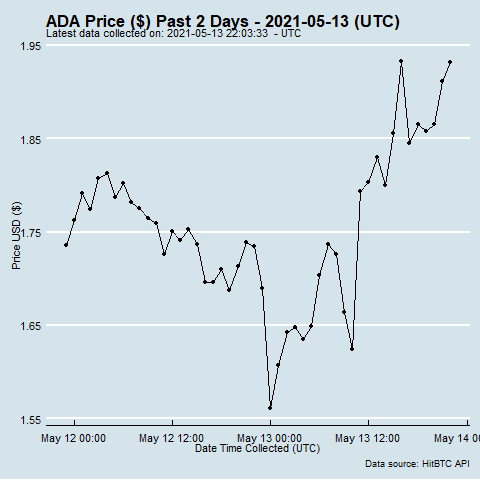 ADA Price ($) Past 2 Days - 2021-05-13 (UTC)
Latest data collected on: 2021-05-13 22:03:33 - UTC
1.95
1.85
1.75
1.65
1.55
Price USD ($)
May 12 00:00 May 12 12:00 May 13 00:00 May 13 12:00 May 14 0
Date Time Collected (UTC)
Data source: HitBTC API